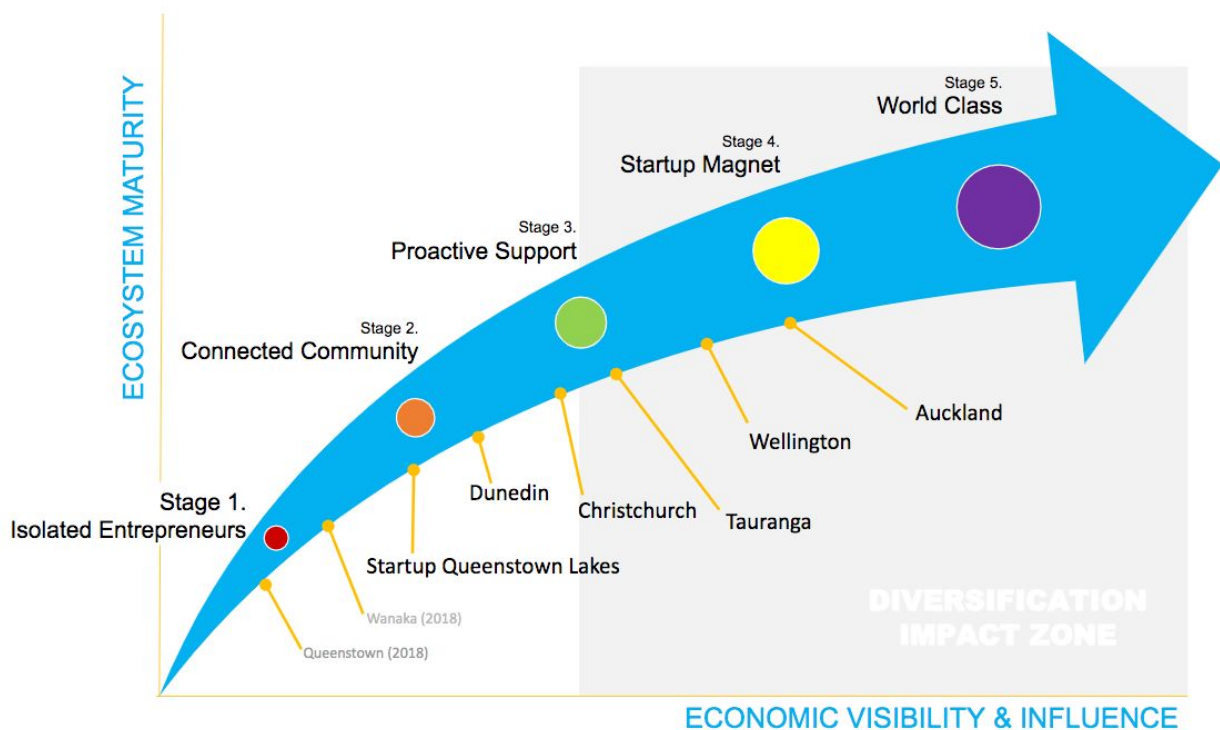 ECOSYSTEM MATURITY
Stage 5.
World Class
Stage 4.
Startup Magnet
Stage 3.
Proactive Support
Stage 2.
Connected Community
Stage 1.
Isolated Entrepreneurs
Auckland
Wellington
Tauranga
Christchurch
Dunedin
Startup Queenstown Lakes
Wanaka (2018)
Queenstown (2018)
DIVERSIFICATION
IMPACT ZONE
ECONOMIC VISIBILITY & INFLUENCE